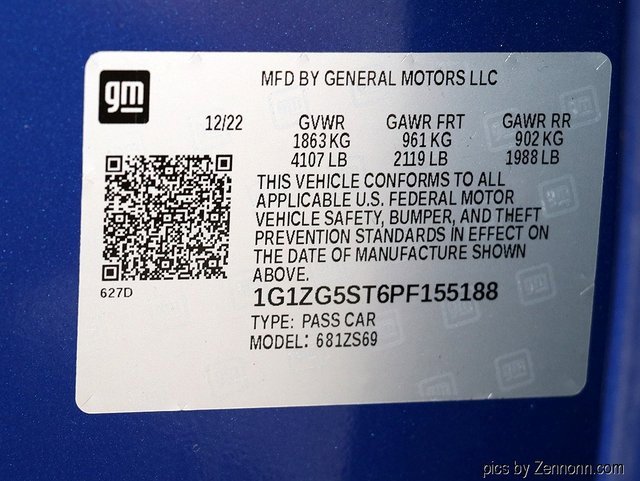 gm
MFD BY GENERAL MOTORS LLC
12/22 GVWR GAWR FRT GAWR RR
1863 KG 961 KG 902 KG
4107 LB 2119 LB 1988 LB
THIS VEHICLE CONFORMS TO ALL
APPLICABLE U.S. FEDERAL MOTOR
VEHICLE SAFETY, BUMPER, AND THEFT
PREVENTION STANDARDS IN EFFECT ON
THE DATE OF MANUFACTURE SHOWN
ABOVE.
627D
1G1ZG5ST6PF155188
TYPE: PASS CAR
MODEL: 681ZS69
pics by Zennonn.com